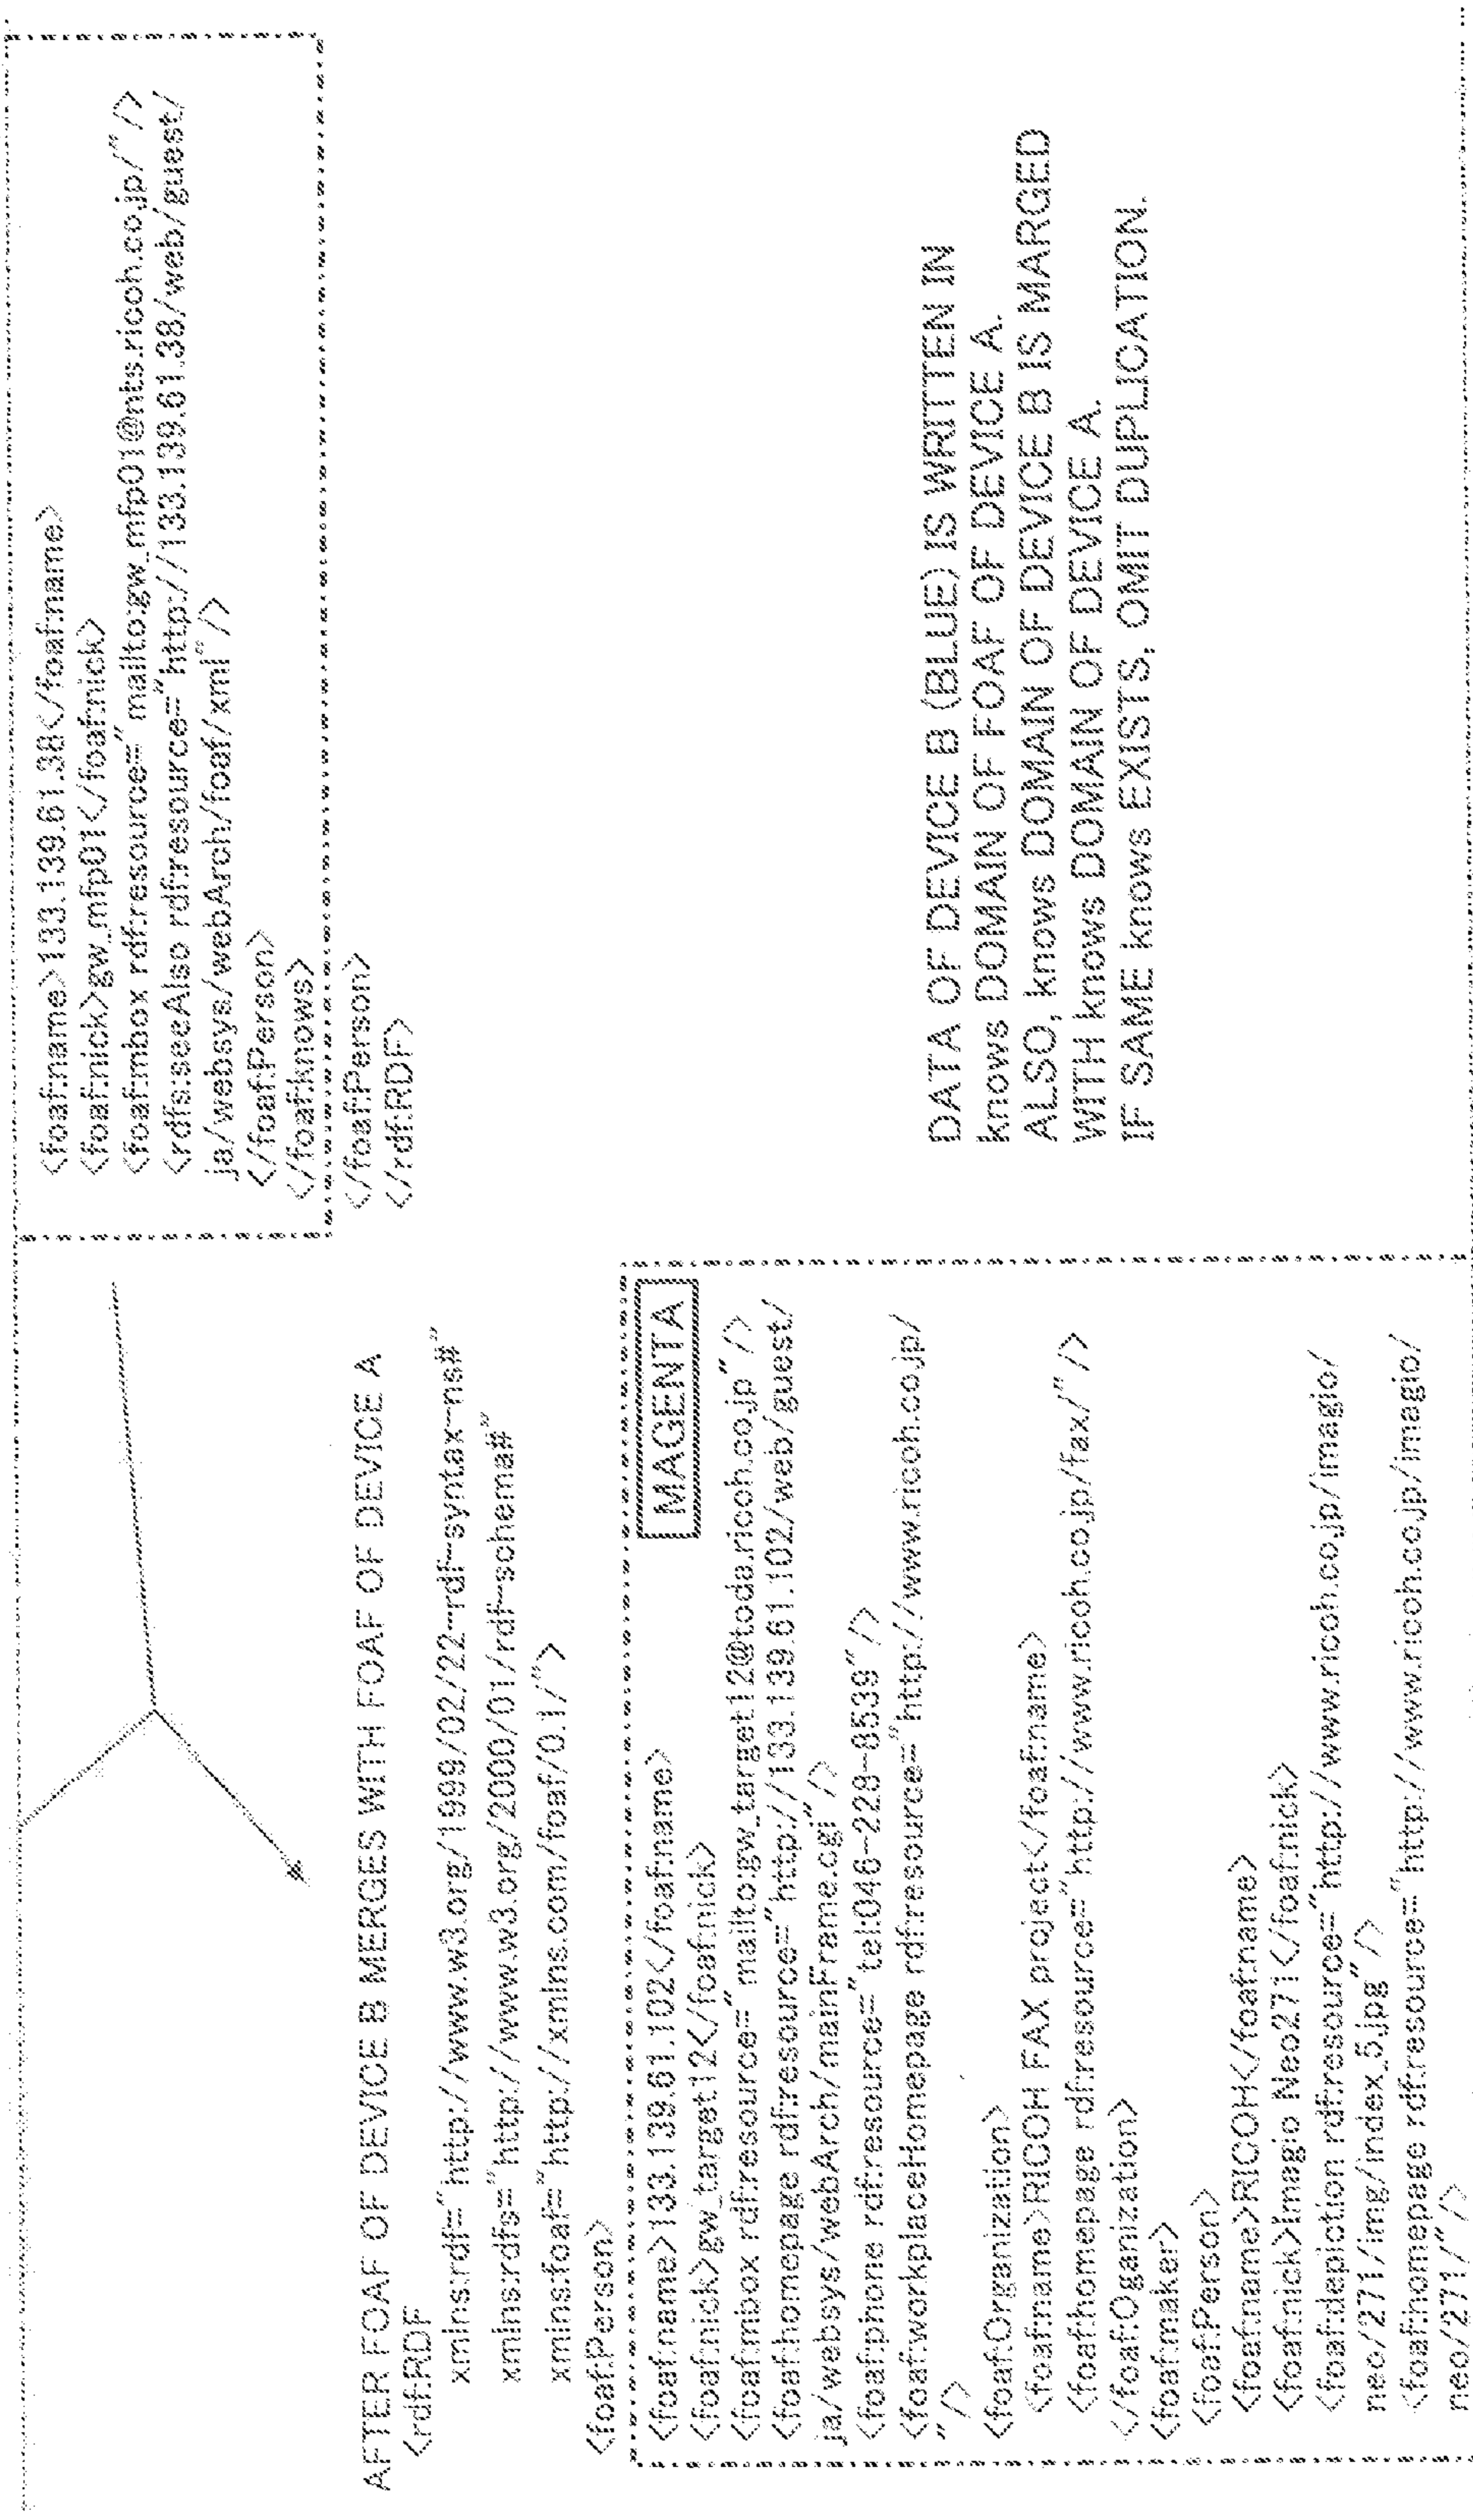 AFTER FOAF OF DEVICE B MERGES WITH FOAF OF DEVICE A
<rdf:RDF
xmlns:rdf="http://www.w3.org/1999/02/22-rdf-syntax-ns#"
xmlns:rdfs="http://www.w3.org/2000/01/rdf-schema#"
xmlns:foaf="http://xmlns.com/foaf/0.1/">
<foaf:Person>
MAGENTA
<foaf:name>133.139.61.102</foaf:name>
<foaf:nick>gw_target12</foaf:nick>
<foaf:mbox rdf:resource="mailto:gw_target12@toda.ricoh.co.jp"/>
<foaf:homepage rdf:resource="http://133.139.61.102/web/guest/
ja/websys/webArch/mainFrame.cgi"/>
<foaf:phone rdf:resource="tel:046-228-8539"/>
<foaf:workplaceHomepage rdf:resource="http://www.ricoh.co.jp/
"/>
<foaf:Organization>
<foaf:name>RICOH FAX project</foaf:name>
<foaf:homepage rdf:resource="http://www.ricoh.co.jp/fax/"/>
</foaf:Oganization>
<foaf:maker>
<foaf:Person>
<foaf:name>RICOH</foaf:name>
<foaf:nick>Imagio Neo271</foaf:nick>
<foaf:depiction rdf:resource="http://www.ricoh.co.jp/imagio/
neo/271/img/index_5.jpg"/>
<foaf:homepage rdf:resource="http://www.ricoh.co.jp/imagio/
neo/271/"/>
<foaf:name>133.139.61.38</foaf:name>
<foaf:nick>gw_mfp01</foaf:nick>
<foaf:mbox rdf:resource="mailto:gw_mfp01@nts.ricoh.co.jp/"/>
<rdfs:seeAlso rdf:resource="http://133.139.61.38/web/guest/
ja/websys/webArch/foaf/xml"/>
</foaf:Person>
</foaf:knows>
</foaf:Person>
</rdf:RDF>
DATA OF DEVICE B (BLUE) IS WRITTEN IN
knows DOMAIN OF FOAF OF DEVICE A.
ALSO, knows DOMAIN OF DEVICE B IS MARGED
WITH knows DOMAIN OF DEVICE A.
IF SAME knows EXISTS, OMIT DUPLICATION.